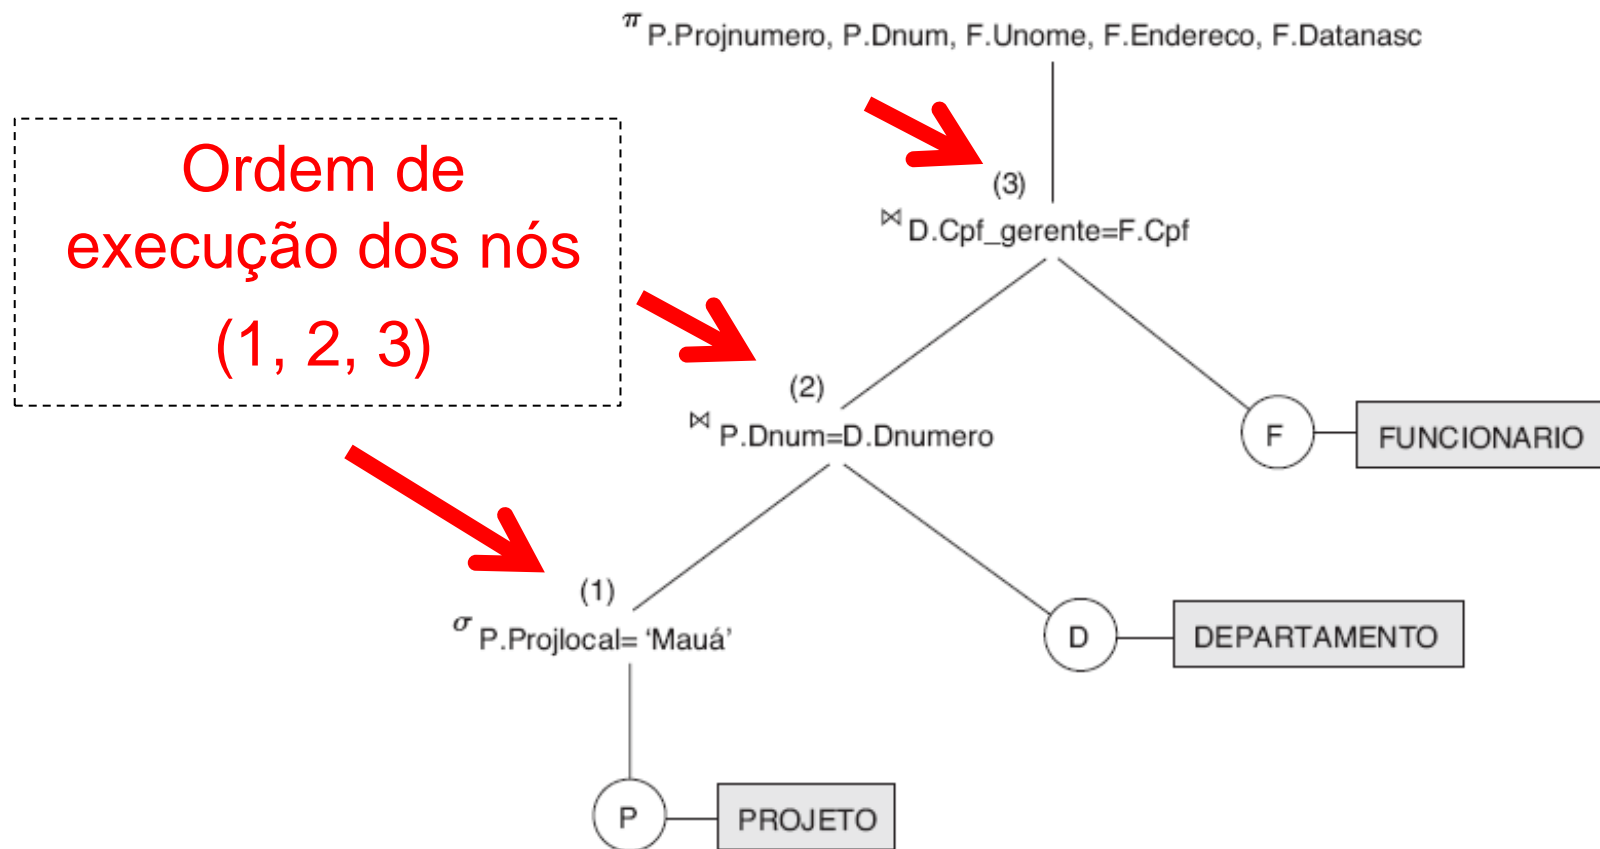 π P.Projnumero, P.Dnum, F.Unome, F.Endereco, F.Datanasc
Ordem de
execução dos nós
(1, 2, 3)
(3)
⋈ D.Cpf_gerente=F.Cpf
(2)
⋈ P.Dnum=D.Dnumero
F
FUNCIONARIO
(1)
σ P.Projlocal= ‘Mauá’
D
DEPARTAMENTO
P
PROJETO